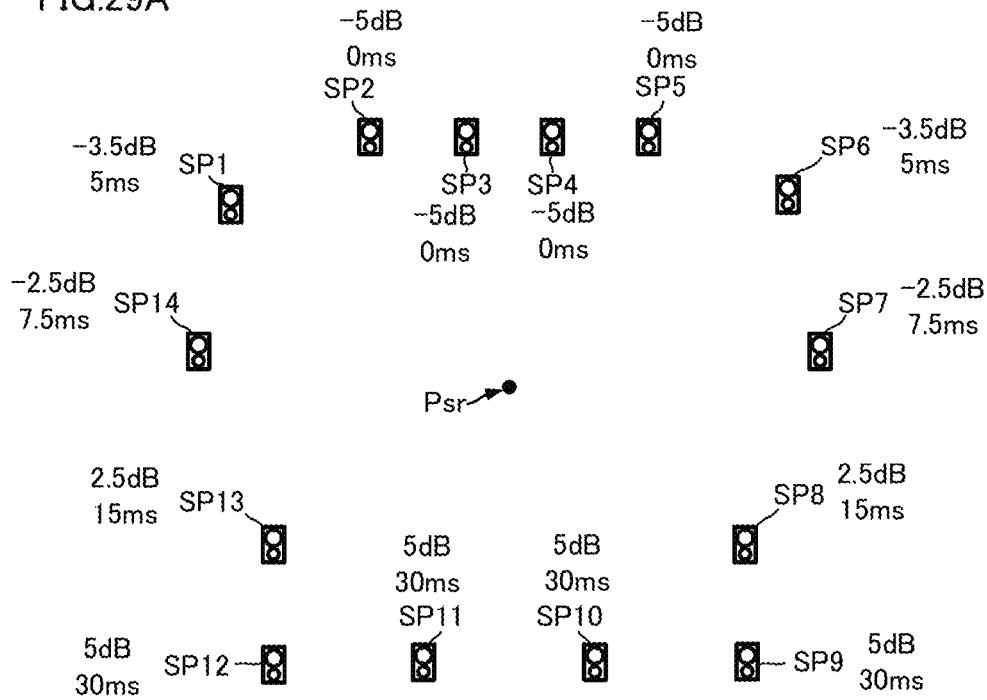 FIG.29A
-5dB
0ms
SP2
-5dB
0ms
SP5
-3.5dB
5ms
SP1
SP3
-5dB
0ms
SP4
-5dB
0ms
SP6
-3.5dB
5ms
-2.5dB
7.5ms
SP14
SP7
-2.5dB
7.5ms
Psr
2.5dB
15ms
SP13
SP8
2.5dB
15ms
5dB
30ms
SP11
5dB
30ms
SP10
5dB
30ms
SP12
SP9
5dB
30ms